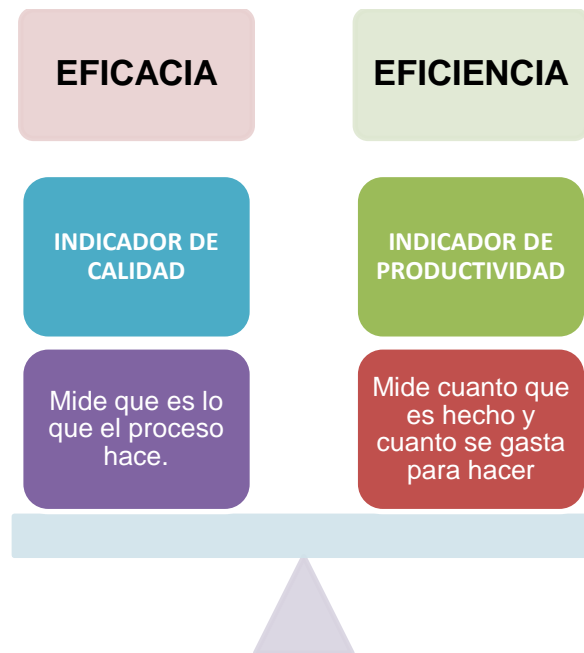 EFICACIA
EFICIENCIA
INDICADOR DE
CALIDAD
INDICADOR DE
PRODUCTIVIDAD
Mide que es lo
que el proceso
hace.
Mide cuanto que
es hecho y
cuanto se gasta
para hacer